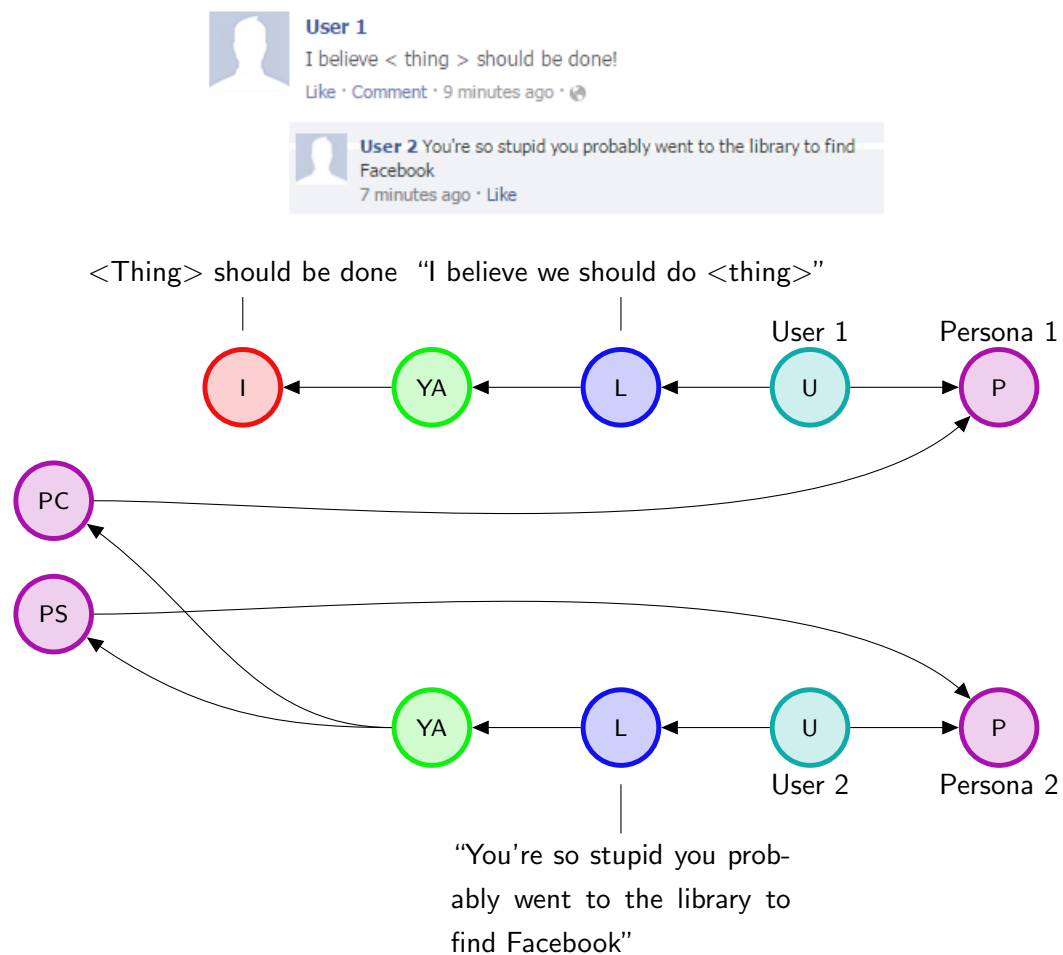 User 1
I believe < thing > should be done!
Like · Comment · 9 minutes ago ·
User 2 You're so stupid you probably went to the library to find
Facebook
7 minutes ago · Like
<Thing> should be done “I believe we should do <thing>”
User 1 Persona 1
I YA L U P
PC
PS
YA L U P
User 2 Persona 2
“You're so stupid you prob-
ably went to the library to
find Facebook”